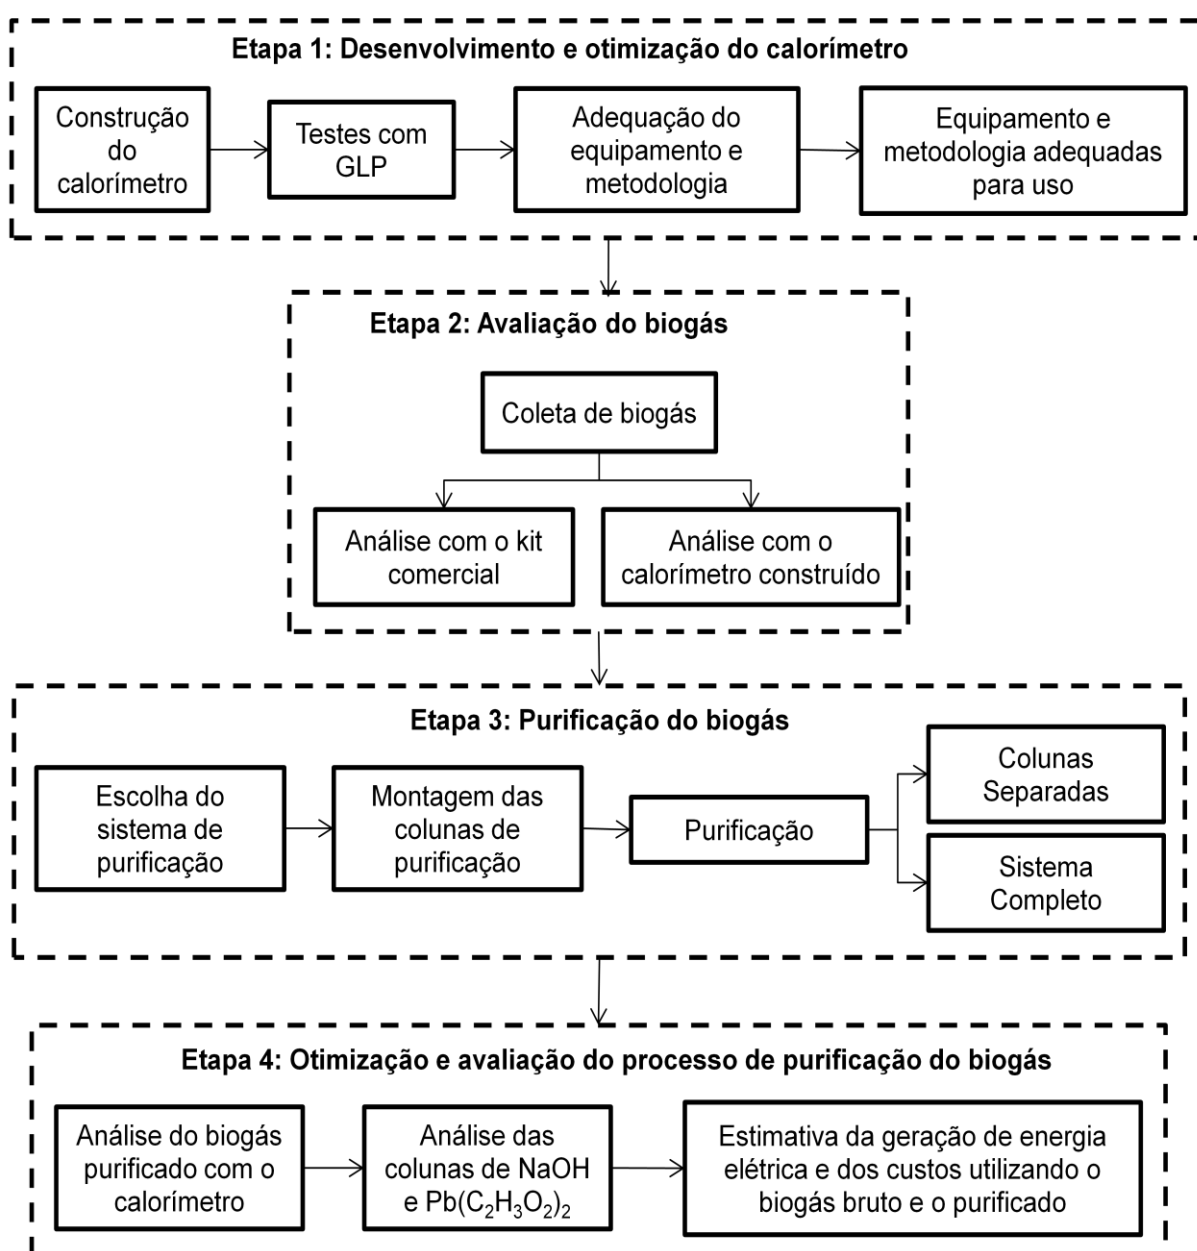 Etapa 1: Desenvolvimento e otimização do calorímetro
Construção
do
calorímetro
Testes com
GLP
Adequação do
equipamento e
metodologia
Equipamento e
metodologia adequadas
para uso
Etapa 2: Avaliação do biogás
Coleta de biogás
Análise com o kit
comercial
Análise com o
calorímetro construído
Etapa 3: Purificação do biogás
Escolha do
sistema de
purificação
Montagem das
colunas de
purificação
Purificação
Colunas
Separadas
Sistema
Completo
Etapa 4: Otimização e avaliação do processo de purificação do biogás
Análise do biogás
purificado com o
calorímetro
Análise das
colunas de NaOH
e Pb(C₂H₃O₂)₂
Estimativa da geração de energia
elétrica e dos custos utilizando o
biogás bruto e o purificado